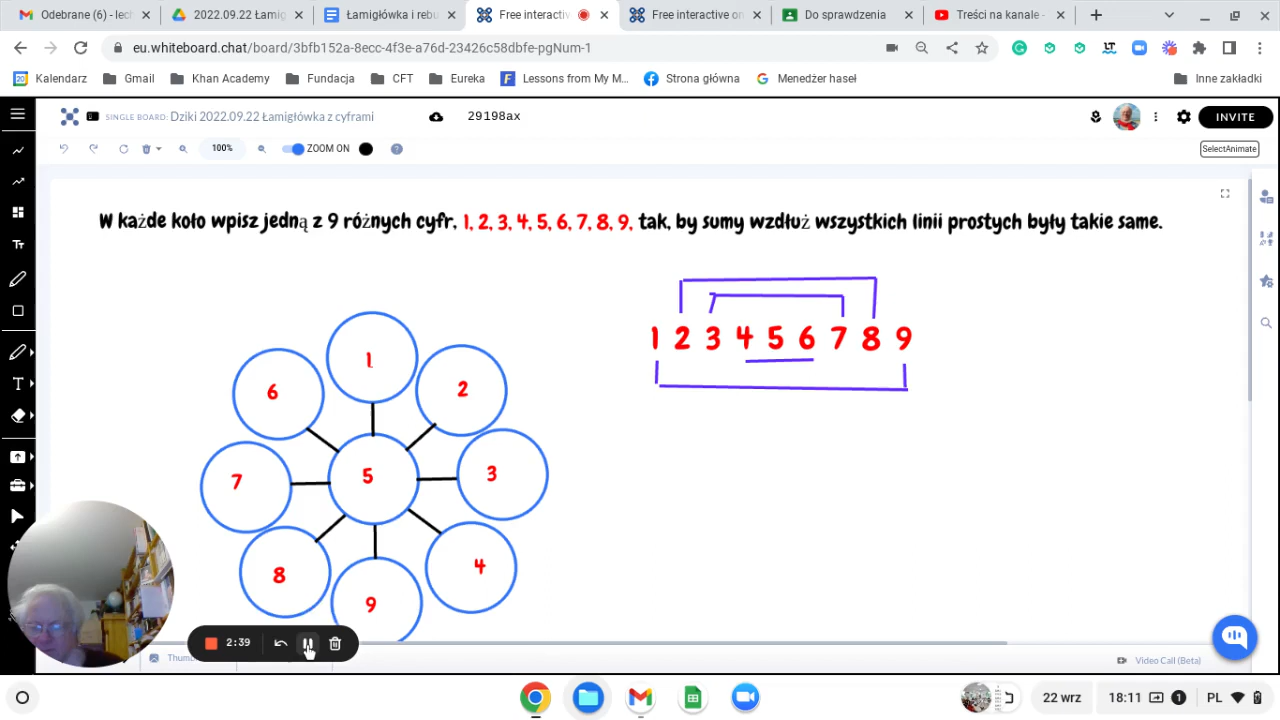 Odebrane (6) - lech
2022.09.22 Łamig
Łamigłówka i rebu
Free interactiv
Free interactive on
Do sprawdzenia
Treści na kanale -
eu.whiteboard.chat/board/3bfb152a-8ecc-4f3e-a76d-23426c58dbfe-pgNum-1
Kalendarz
Gmail
Khan Academy
Fundacja
CFT
Eureka
Lessons from My M...
Strona główna
Menedżer haseł
Inne zakładki
SINGLE BOARD: Dziki 2022.09.22 Łamigłówka z cyframi
29198ax
INVITE
100%
ZOOM ON
SelectAnimate
W każde koło wpisz jedną z 9 różnych cyfr, 1, 2, 3, 4, 5, 6, 7, 8, 9, tak, by sumy wzdłuż wszystkich linii prostych były takie same.
1 2 3 4 5 6 7 8 9
1
6
2
5
7
3
8
4
9
2:39
Thum
Video Call (Beta)
22 wrz
18:11
1
PL